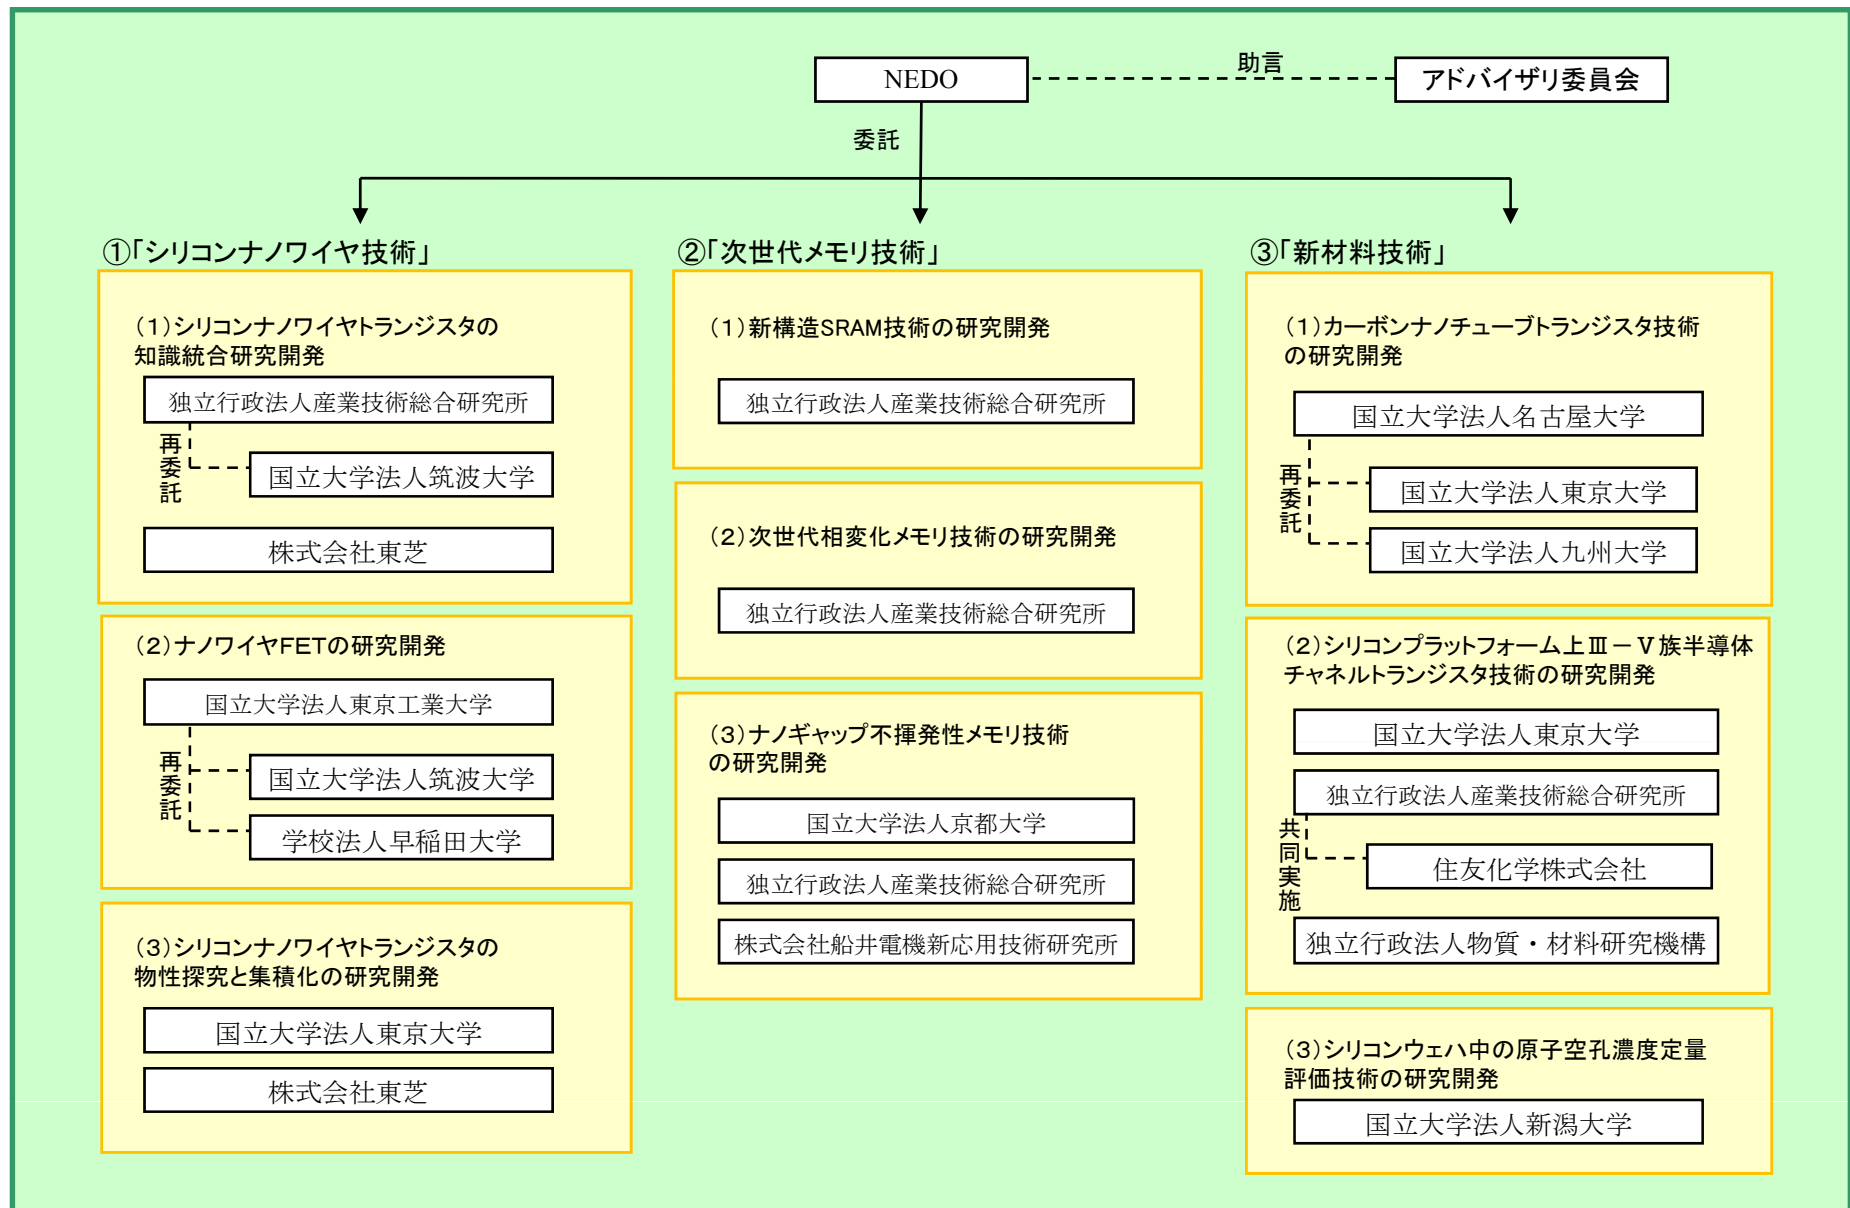 NEDO
助言
アドバイザリ委員会
委託
①「シリコンナノワイヤ技術」
(1)シリコンナノワイヤトランジスタの
知識統合研究開発
独立行政法人産業技術総合研究所
再委託
国立大学法人筑波大学
株式会社東芝
(2)ナノワイヤFETの研究開発
国立大学法人東京工業大学
再委託
国立大学法人筑波大学
学校法人早稲田大学
(3)シリコンナノワイヤトランジスタの
物性探究と集積化の研究開発
国立大学法人東京大学
株式会社東芝
②「次世代メモリ技術」
(1)新構造SRAM技術の研究開発
独立行政法人産業技術総合研究所
(2)次世代相変化メモリ技術の研究開発
独立行政法人産業技術総合研究所
(3)ナノギャップ不揮発性メモリ技術
の研究開発
国立大学法人京都大学
独立行政法人産業技術総合研究所
株式会社船井電機新応用技術研究所
③「新材料技術」
(1)カーボンナノチューブトランジスタ技術
の研究開発
国立大学法人名古屋大学
再委託
国立大学法人東京大学
国立大学法人九州大学
(2)シリコンプラットフォーム上Ⅲ－Ⅴ族半導体
チャネルトランジスタ技術の研究開発
国立大学法人東京大学
独立行政法人産業技術総合研究所
共同実施
住友化学株式会社
独立行政法人物質・材料研究機構
(3)シリコンウェハ中の原子空孔濃度定量
評価技術の研究開発
国立大学法人新潟大学